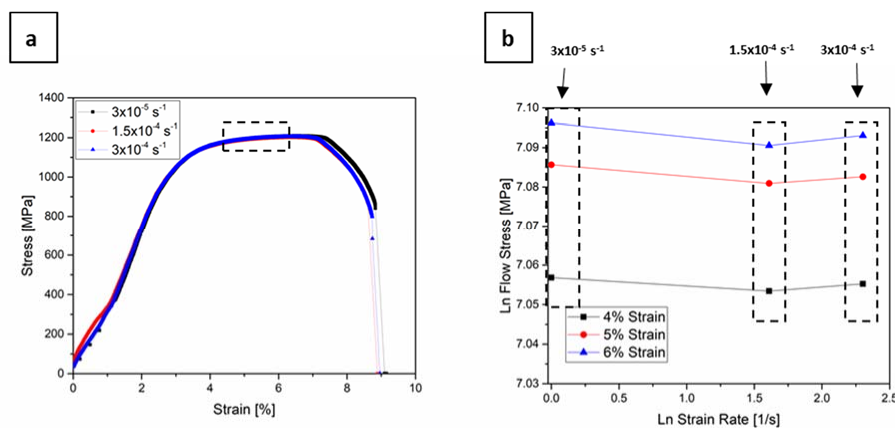 a
1400
1200
1000
800
600
400
200
0
0
2
4
6
8
10
Stress [MPa]
Strain [%]
3x10⁻⁵ s⁻¹
1.5x10⁻⁴ s⁻¹
3x10⁻⁴ s⁻¹
b
3x10⁻⁵ s⁻¹
1.5x10⁻⁴ s⁻¹
3x10⁻⁴ s⁻¹
7.10
7.09
7.08
7.07
7.06
7.05
7.04
7.03
0.0
0.5
1.0
1.5
2.0
2.5
Ln Flow Stress [MPa]
Ln Strain Rate [1/s]
4% Strain
5% Strain
6% Strain